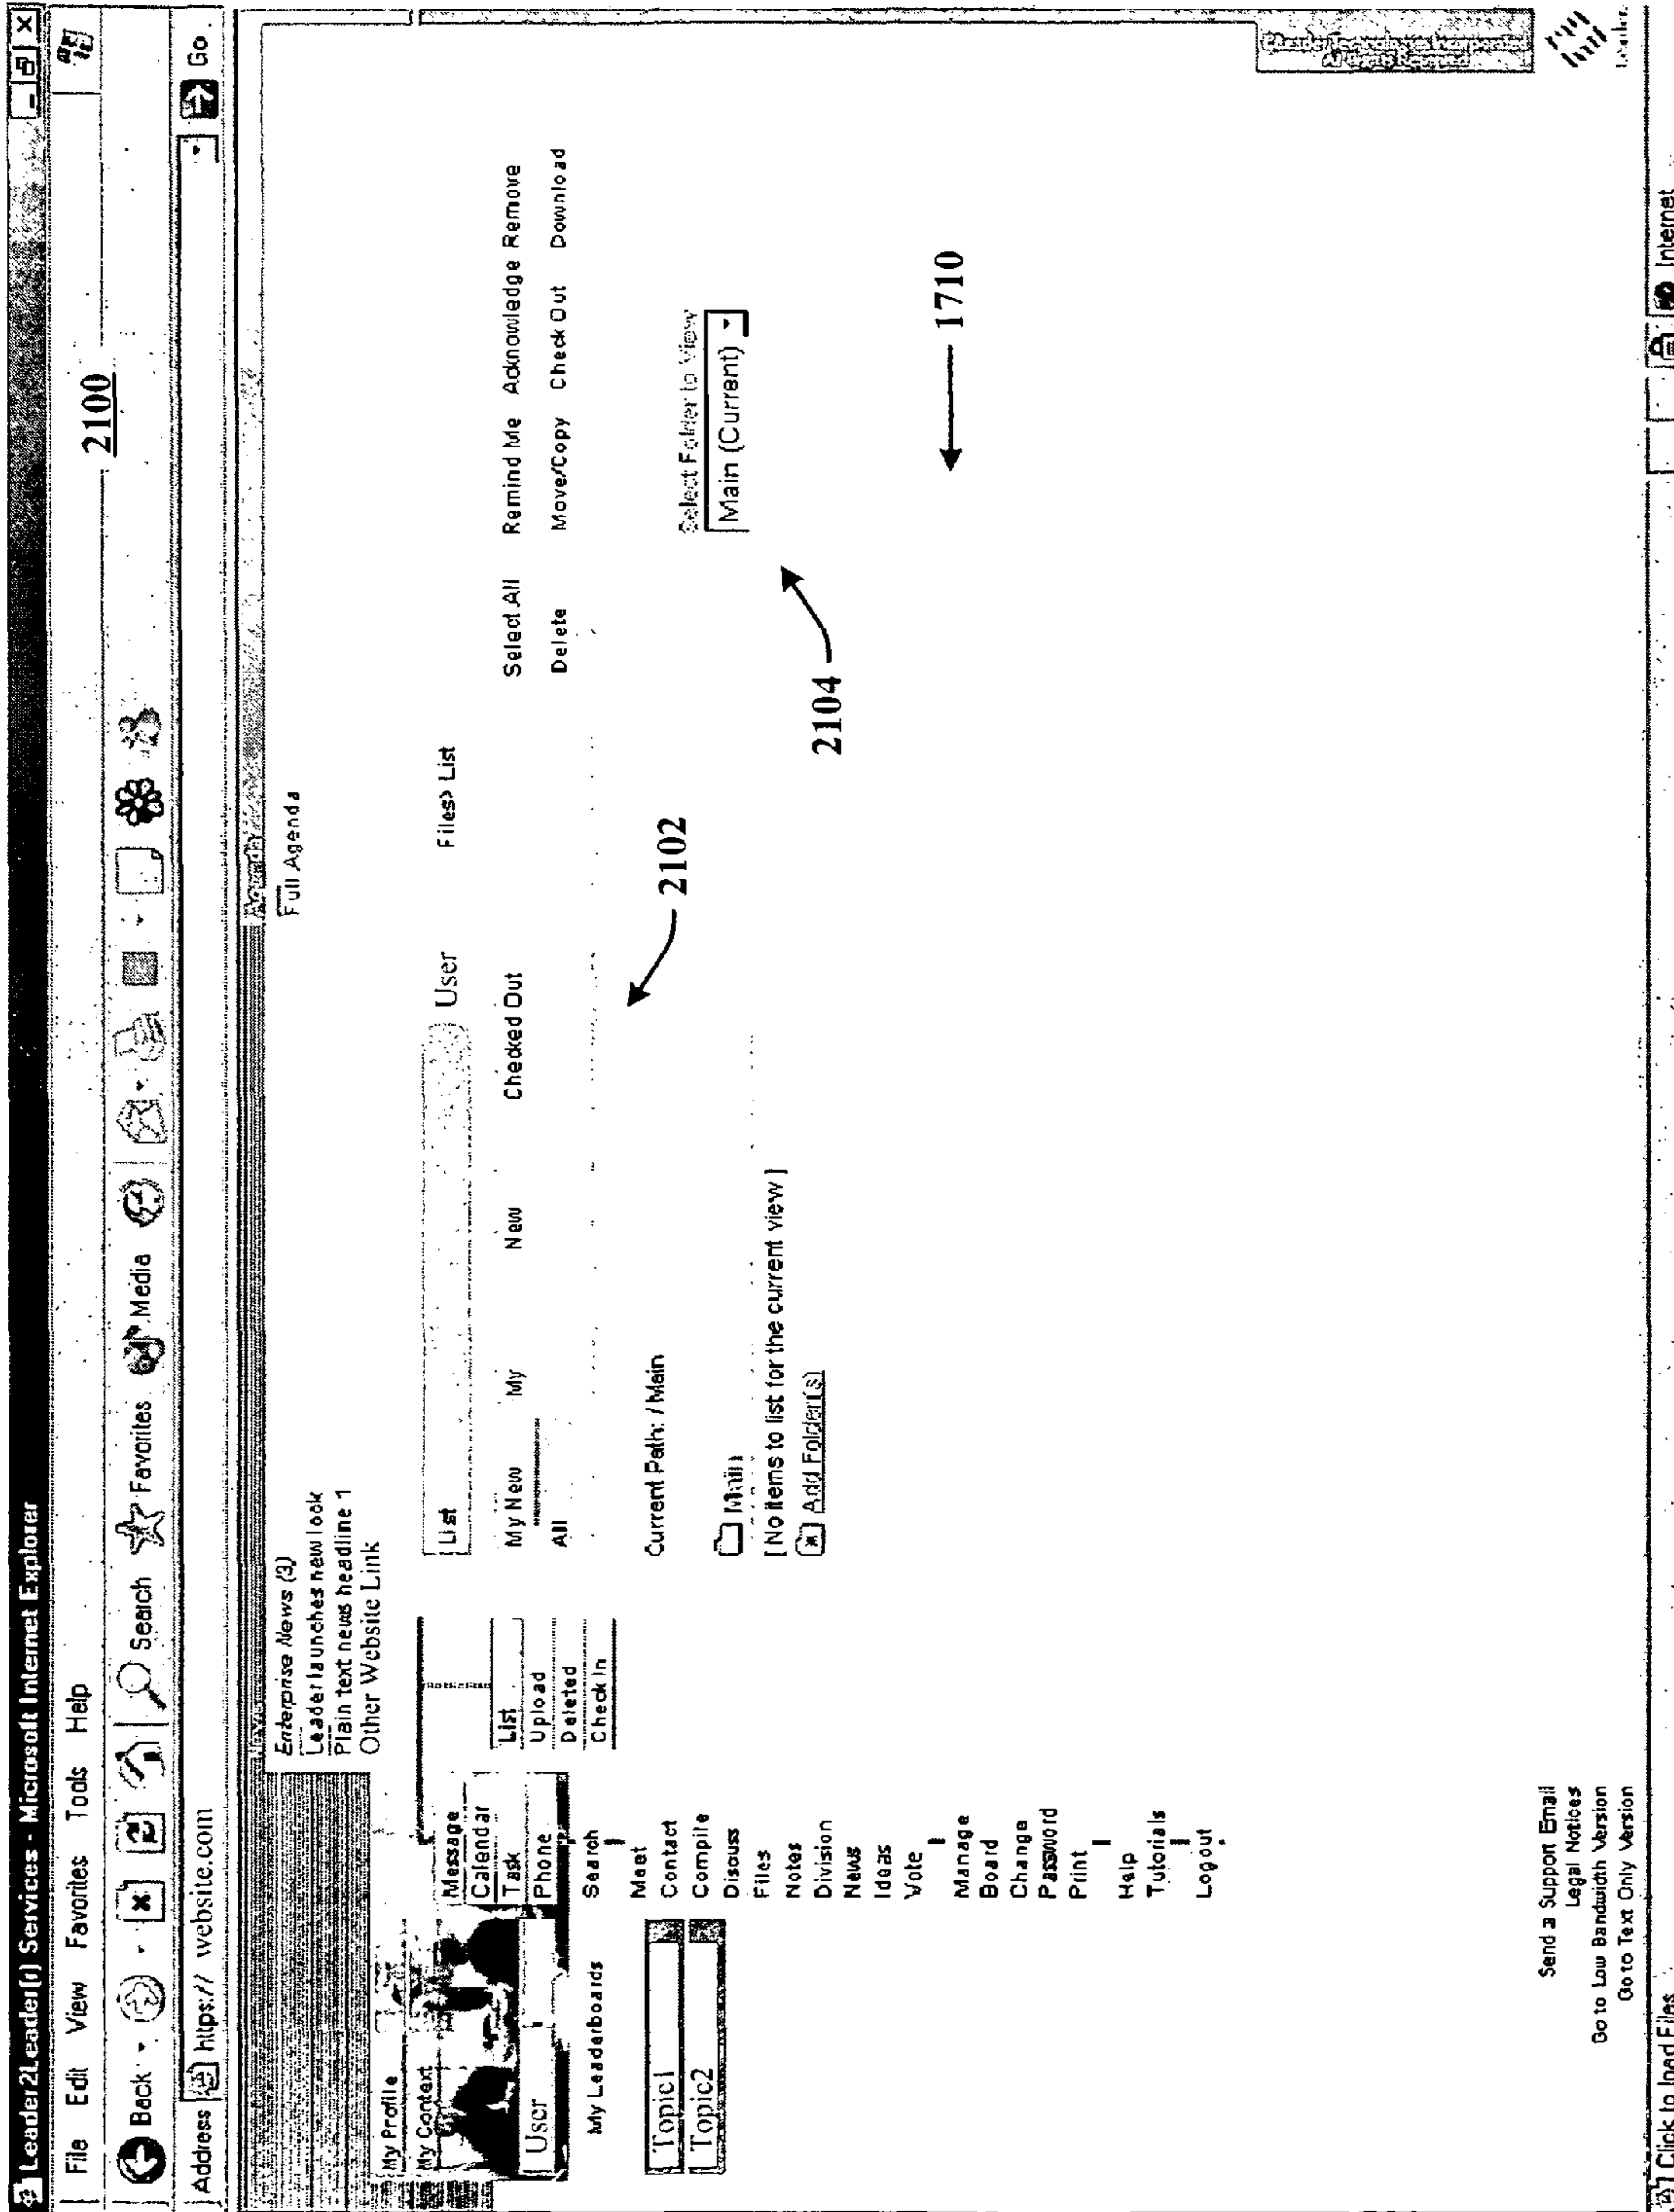 Leader2Leader(r) Services - Microsoft Internet Explorer
File Edit View Favorites Tools Help
2100
Back Search Favorites Media
Address https:// website.com Go
Enterprise News (3)
Full Agenda
Leader launches new look
Plain text news headline 1
Other Website Link
My Profile
My Context
User
Message
Calendar
Task
Phone
Search
Meet
Contact
Compile
Discuss
Files
Notes
Division
News
Ideas
Vote
Manage
Board
Change
Password
Print
Help
Tutorials
Logout
My Leaderboards
Topic1
Topic2
List
Upload
Deleted
Check In
List User Files> List
My New My New Checked Out
All
Select All Remind Me Acknowledge Remove
Delete Move/Copy Check Out Download
2102
Current Path: / Main
Select Folder to View
Main (Current)
Main
[No items to list for the current view]
Add Folder(s)
2104
1710
Send a Support Email
Legal Notices
Go to Low Bandwidth Version
Go to Text Only Version
Leader
Click to load Files
Internet